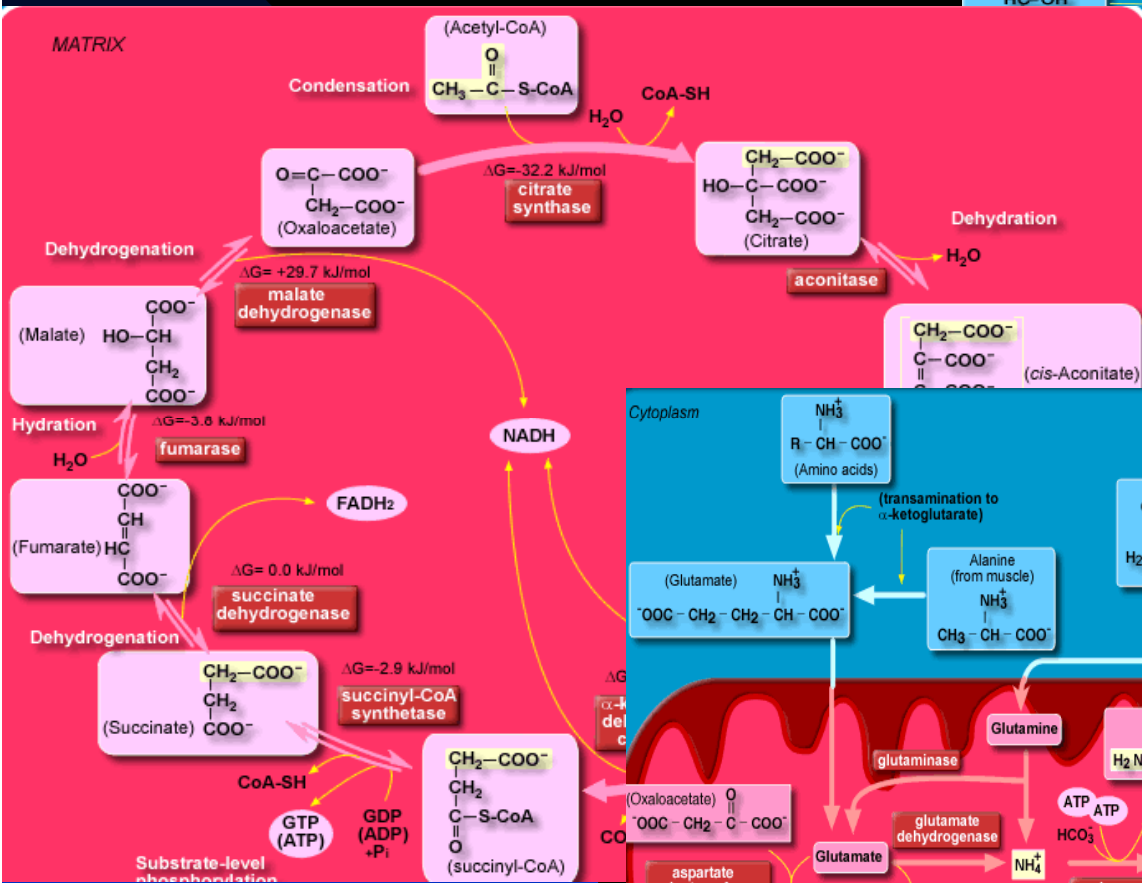 HO–OH
MATRIX
(Acetyl-CoA)
O
CH₃–C–S-CoA
Condensation
H₂O
CoA-SH
ΔG=-32.2 kJ/mol
citrate
synthase
O=C–COO⁻
CH₂–COO⁻
(Oxaloacetate)
CH₂–COO⁻
HO–C–COO⁻
CH₂–COO⁻
(Citrate)
Dehydration
H₂O
aconitase
CH₂–COO⁻
C–COO⁻
(cis-Aconitate)
Dehydrogenation
ΔG= +29.7 kJ/mol
malate
dehydrogenase
COO⁻
(Malate) HO–CH
CH₂
COO⁻
Hydration
H₂O
ΔG=-3.8 kJ/mol
fumarase
NADH
FADH₂
COO⁻
CH
(Fumarate) HC
COO⁻
ΔG= 0.0 kJ/mol
succinate
dehydrogenase
Dehydrogenation
CH₂–COO⁻
CH₂
(Succinate) COO⁻
ΔG=-2.9 kJ/mol
succinyl-CoA
synthetase
CoA-SH
GTP
(ATP)
GDP
(ADP)
+Pi
CH₂–COO⁻
CH₂
C–S-CoA
O
(succinyl-CoA)
Substrate-level
phosphorylation
ΔG
CO
Cytoplasm
NH₃⁺
R–CH–COO⁻
(Amino acids)
(transamination to
α-ketoglutarate)
(Glutamate) NH₃⁺
⁻OOC–CH₂–CH₂–CH–COO⁻
Alanine
(from muscle)
NH₃⁺
CH₃–CH–COO⁻
H₂
Glutamine
glutaminase
H₂N
(Oxaloacetate) O
⁻OOC–CH₂–C–COO⁻
glutamate
dehydrogenase
Glutamate
NH₄⁺
ATP
ATP
HCO₃⁻
aspartate